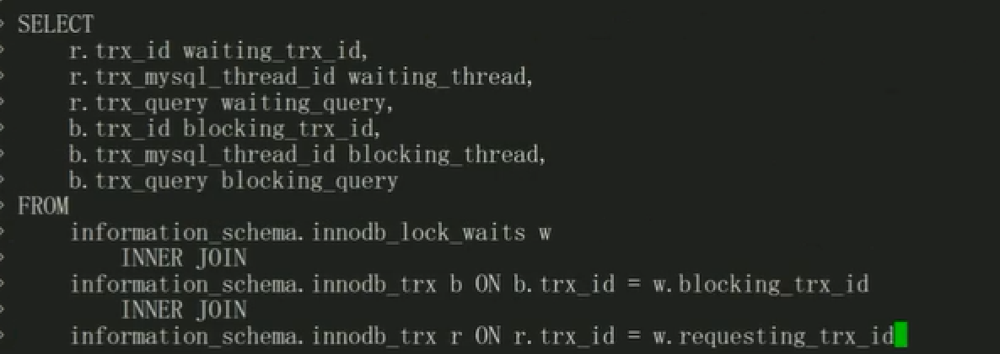 SELECT
r.trx_id waiting_trx_id,
r.trx_mysql_thread_id waiting_thread,
r.trx_query waiting_query,
b.trx_id blocking_trx_id,
b.trx_mysql_thread_id blocking_thread,
b.trx_query blocking_query
FROM
information_schema.innodb_lock_waits w
INNER JOIN
information_schema.innodb_trx b ON b.trx_id = w.blocking_trx_id
INNER JOIN
information_schema.innodb_trx r ON r.trx_id = w.requesting_trx_id